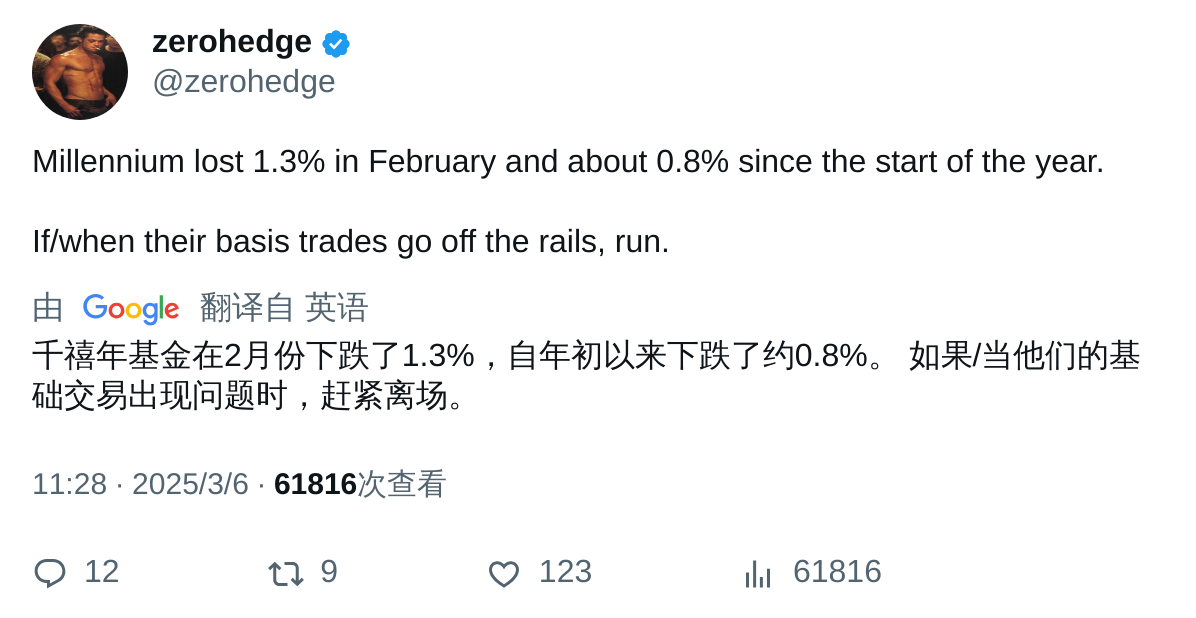 zerohedge
@zerohedge
Millennium lost 1.3% in February and about 0.8% since the start of the year.
If/when their basis trades go off the rails, run.
由 Google 翻译自 英语
千禧年基金在2月份下跌了1.3%，自年初以来下跌了约0.8%。 如果/当他们的基
础交易出现问题时，赶紧离场。
11:28 · 2025/3/6 · 61816次查看
12 9 123 61816